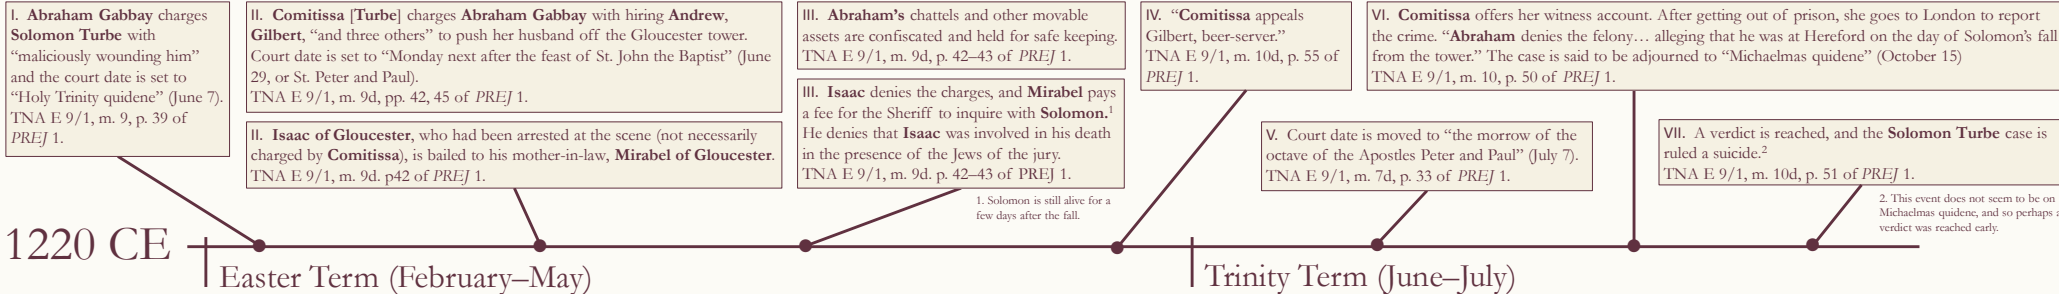 I. Abraham Gabbay charges
Solomon Turbe with
“maliciously wounding him”
and the court date is set to
“Holy Trinity quidene” (June 7).
TNA E 9/1, m. 9, p. 39 of
PREJ 1.
II. Comitissa [Turbe] charges Abraham Gabbay with hiring Andrew,
Gilbert, “and three others” to push her husband off the Gloucester tower.
Court date is set to “Monday next after the feast of St. John the Baptist” (June
29, or St. Peter and Paul).
TNA E 9/1, m. 9d, pp. 42, 45 of PREJ 1.
II. Isaac of Gloucester, who had been arrested at the scene (not necessarily
charged by Comitissa), is bailed to his mother-in-law, Mirabel of Gloucester.
TNA E 9/1, m. 9d. p42 of PREJ 1.
III. Abraham’s chattels and other movable
assets are confiscated and held for safe keeping.
TNA E 9/1, m. 9d, p. 42–43 of PREJ 1.
III. Isaac denies the charges, and Mirabel pays
a fee for the Sheriff to inquire with Solomon.1
He denies that Isaac was involved in his death
in the presence of the Jews of the jury.
TNA E 9/1, m. 9d. p. 42–43 of PREJ 1.
1. Solomon is still alive for a
few days after the fall.
IV. “Comitissa appeals
Gilbert, beer-server.”
TNA E 9/1, m. 10d, p. 55 of
PREJ 1.
V. Court date is moved to “the morrow of the
octave of the Apostles Peter and Paul” (July 7).
TNA E 9/1, m. 7d, p. 33 of PREJ 1.
VI. Comitissa offers her witness account. After getting out of prison, she goes to London to report
the crime. “Abraham denies the felony… alleging that he was at Hereford on the day of Solomon’s fall
from the tower.” The case is said to be adjourned to “Michaelmas quidene” (October 15)
TNA E 9/1, m. 10, p. 50 of PREJ 1.
VII. A verdict is reached, and the Solomon Turbe case is
ruled a suicide.2
TNA E 9/1, m. 10d, p. 51 of PREJ 1.
2. This event does not seem to be on
Michaelmas quidene, and so perhaps a
verdict was reached early.
1220 CE
Easter Term (February–May)
Trinity Term (June–July)